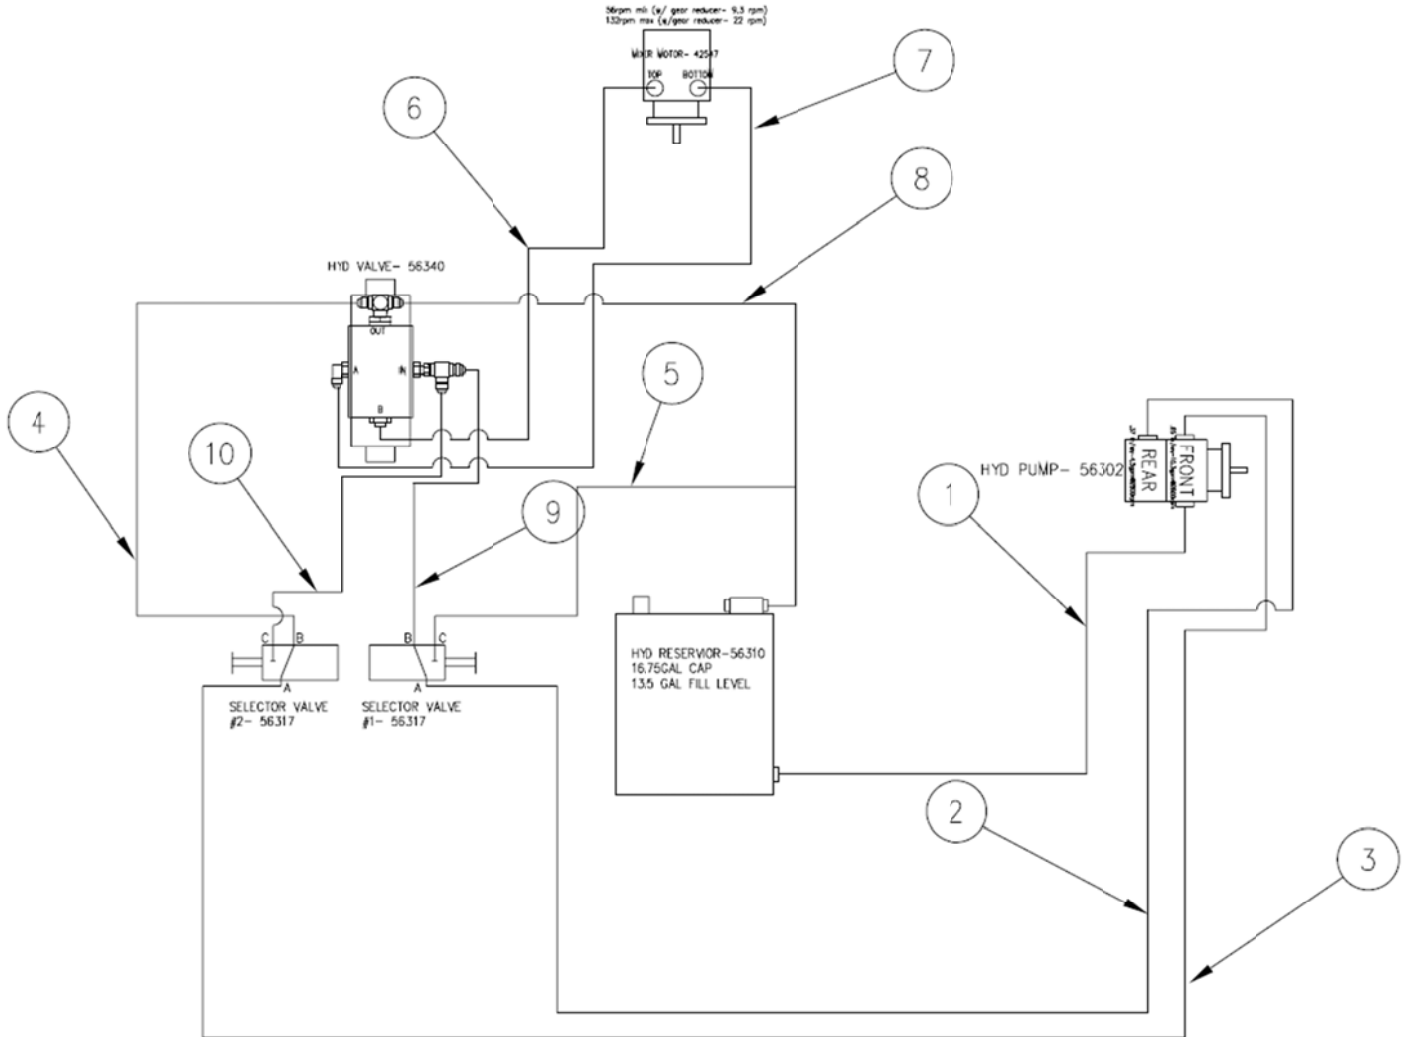 56rpm min (w/ gear reducer- 9.3 rpm)
132rpm max (w/gear reducer- 22 rpm)
MIXER MOTOR- 42547
TOP BOTTOM
7
6
8
HYD VALVE- 56340
OUT
A IN
B
5
4
10
HYD PUMP- 56302
REAR
FRONT
1
9
C B
B C
A
A
SELECTOR VALVE
#2- 56317
SELECTOR VALVE
#1- 56317
HYD RESERVIOR-56310
16.75GAL CAP
13.5 GAL FILL LEVEL
2
3